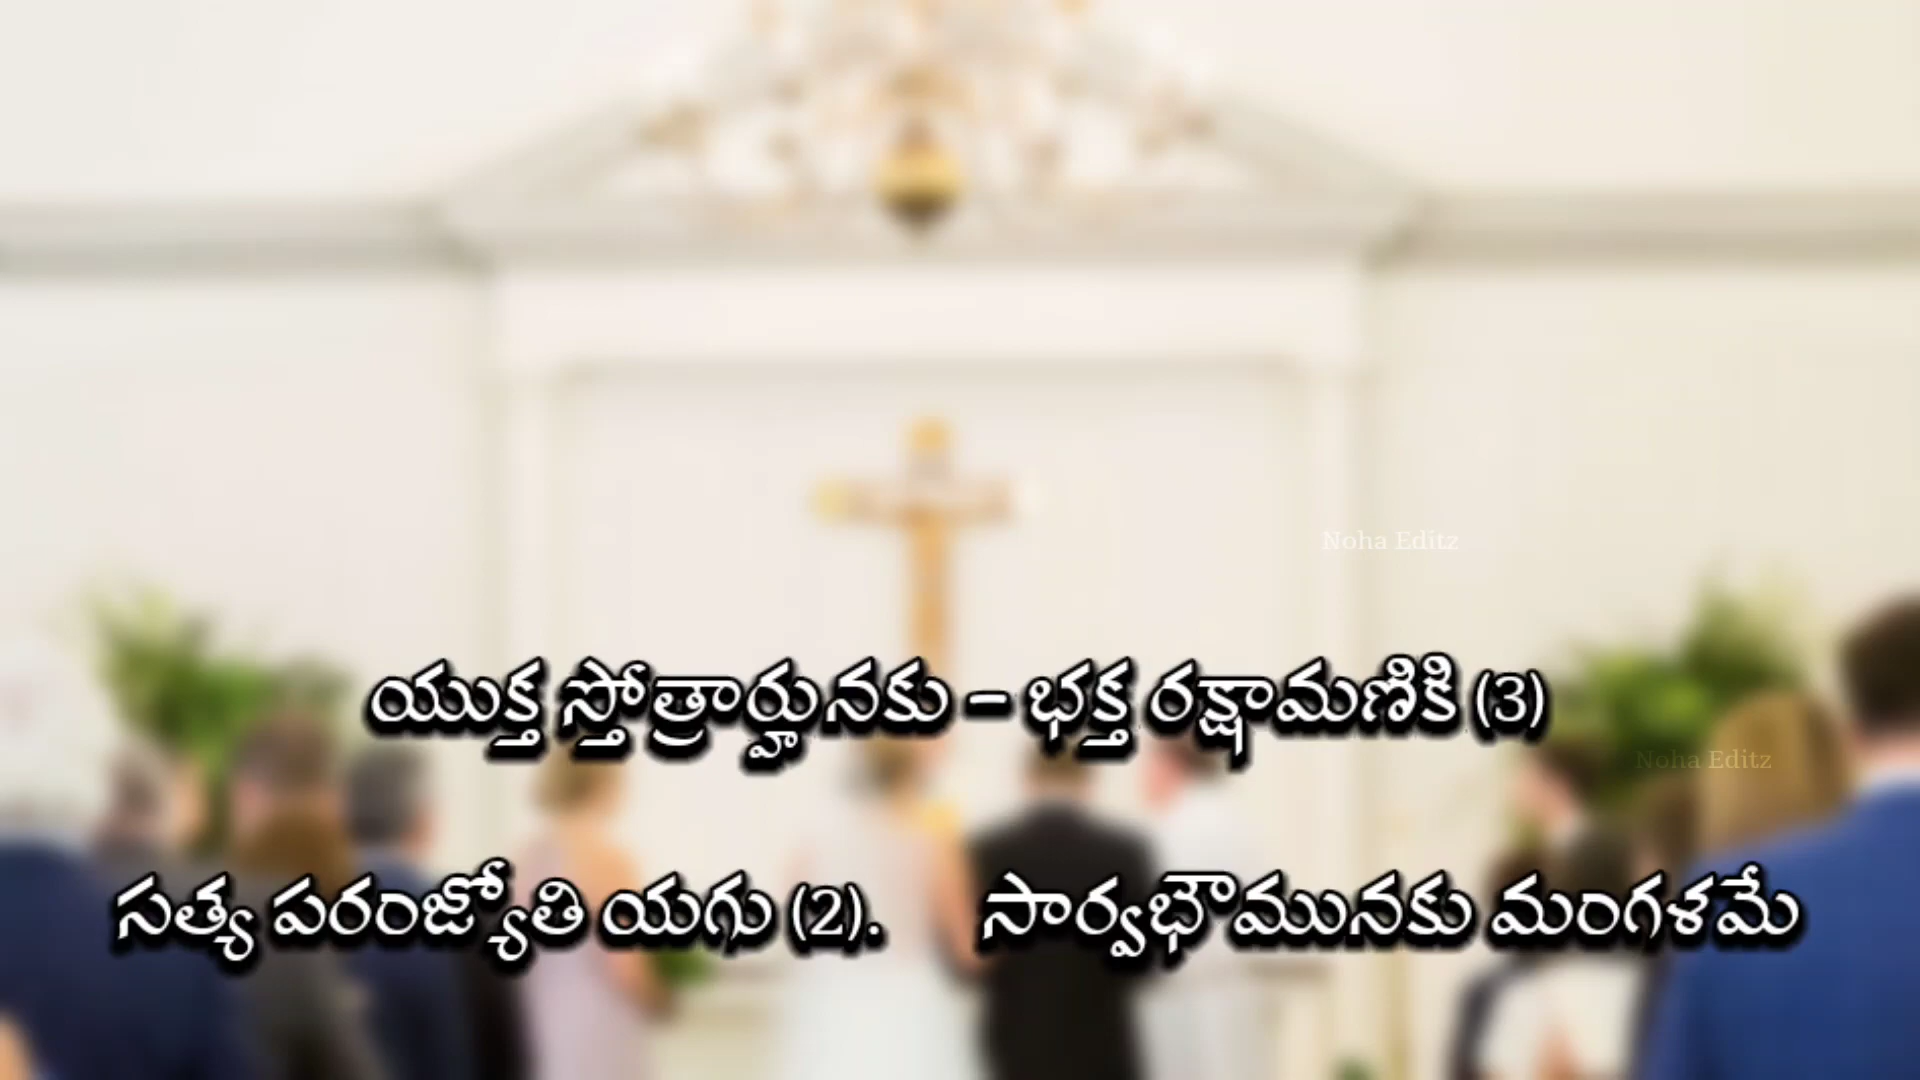 Noha Editz
యుక్త స్తోత్రార్హునకు – భక్త రక్షామణికి (3)
Noha Editz
సత్య పరంజ్యోతి యగు (2). సార్వభౌమునకు మంగళమే